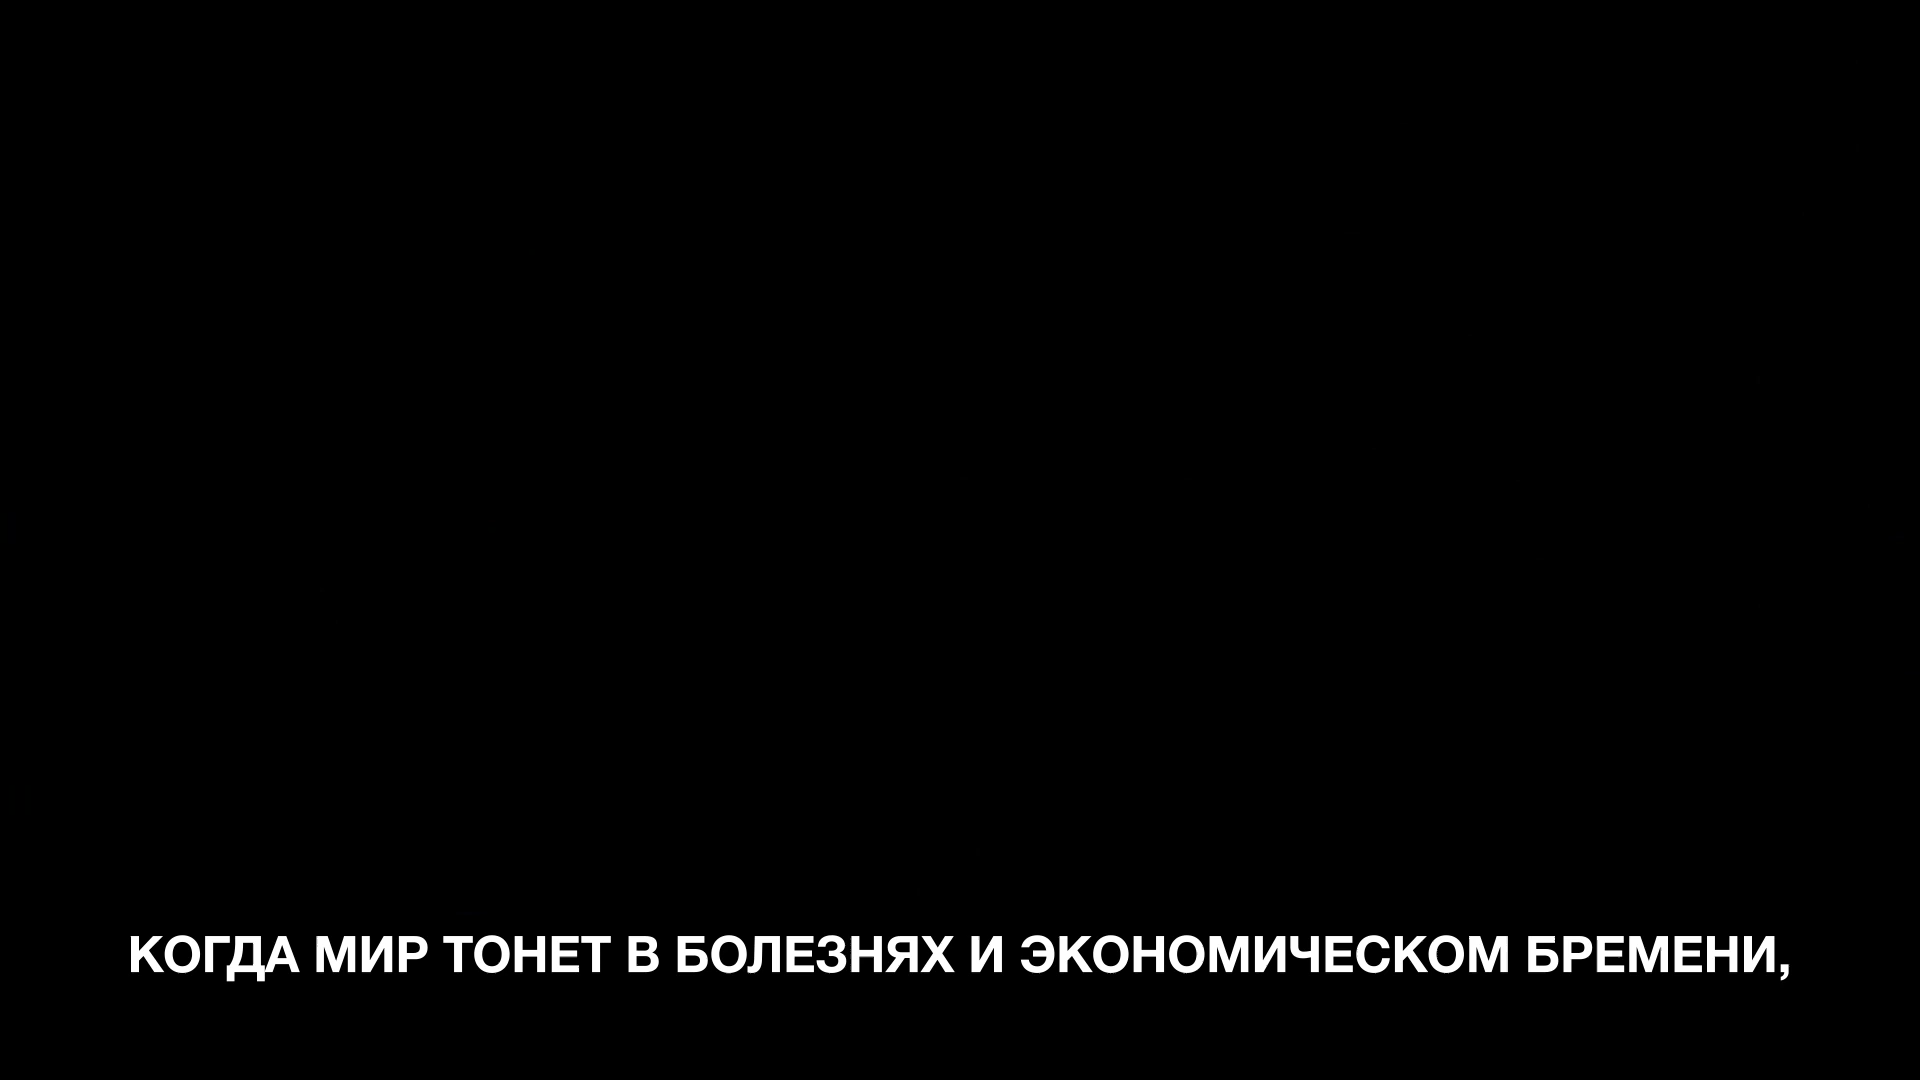 КОГДА МИР ТОНЕТ В БОЛЕЗНЯХ И ЭКОНОМИЧЕСКОМ БРЕМЕНИ,